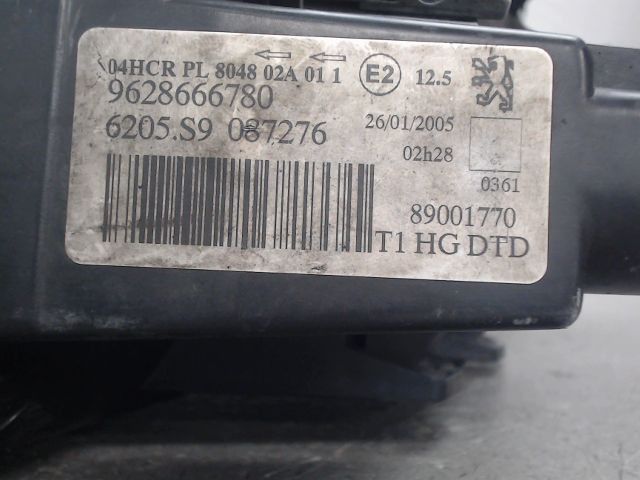 04HCR PL 8048 02A 01 1 E2 12.5
9628666780
6205.S9 087276
26/01/2005
02h28
0361
89001770
T1 HG DTD